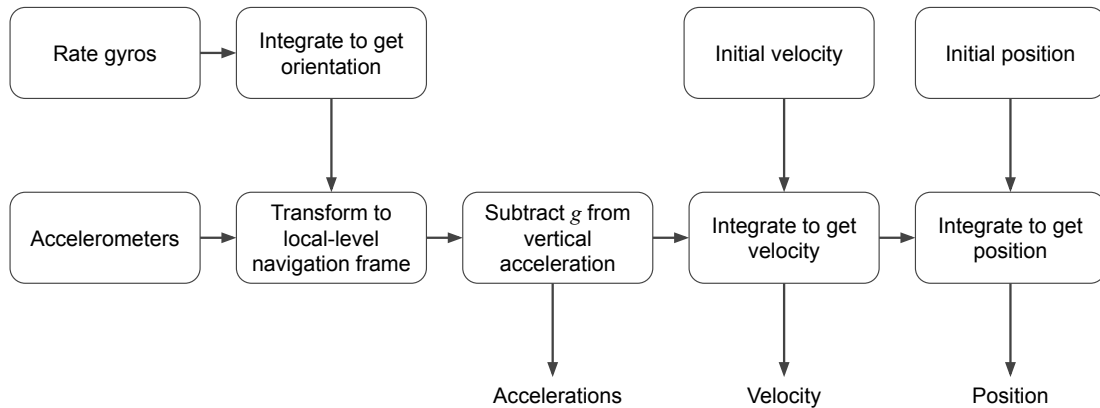 Rate gyros
Integrate to get
orientation
Initial velocity
Initial position
Accelerometers
Transform to
local-level
navigation frame
Subtract g from
vertical
acceleration
Integrate to get
velocity
Integrate to get
position
Accelerations
Velocity
Position